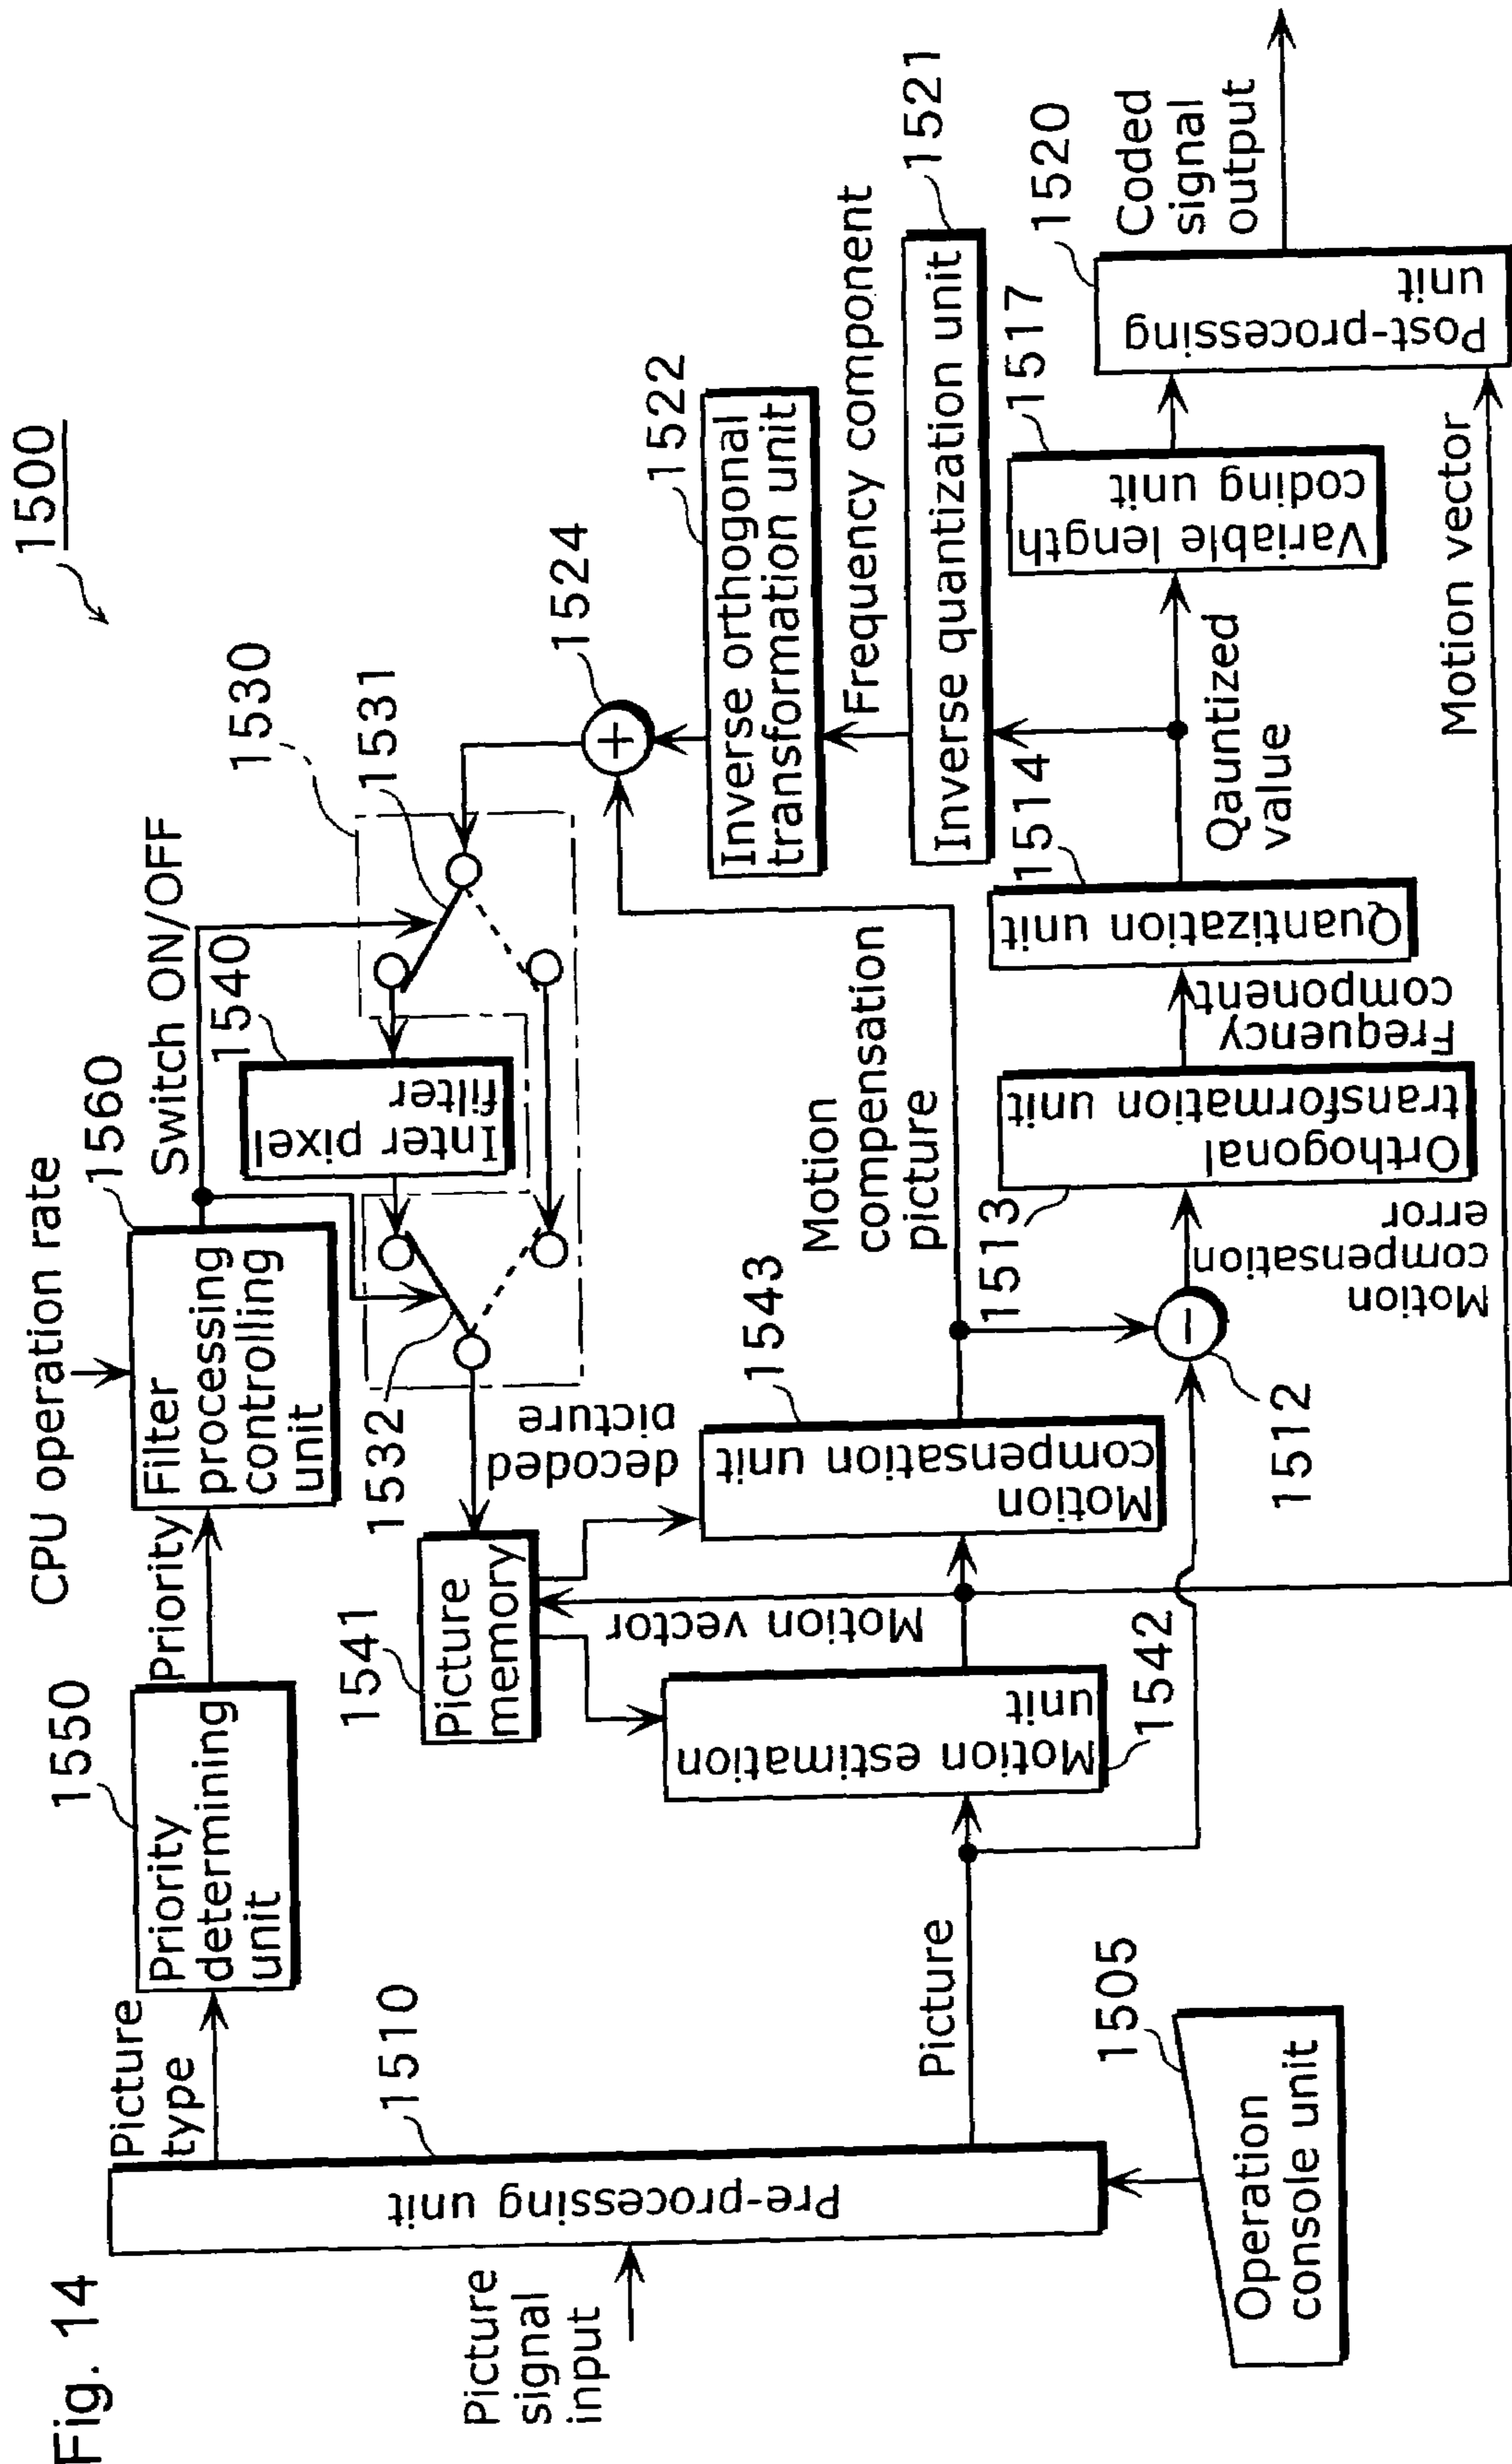 Fig. 14
1500
CPU operation rate
1550
Priority
1560
Switch ON/OFF
Picture
type
Priority
determining
unit
Filter
processing
controlling
unit
1540
1530
1531
Inter pixel
filter
1532
1524
1510
Pre-processing unit
Picture
signal
input
1541
Picture
memory
decoded
picture
1522
Inverse orthogonal
transformation unit
Motion vector
1543
Motion
compensation unit
Motion
compensation
picture
Frequency component
1521
Inverse quantization unit
Motion estimation
unit
1542
Picture
1505
Operation
console unit
1512
Motion
compensation
error
1513
Orthogonal
transformation unit
Frequency
component
1514
Quantization unit
Qauntized
value
1517
Variable length
coding unit
1520
Post-processing
unit
Coded
signal
output
Motion vector